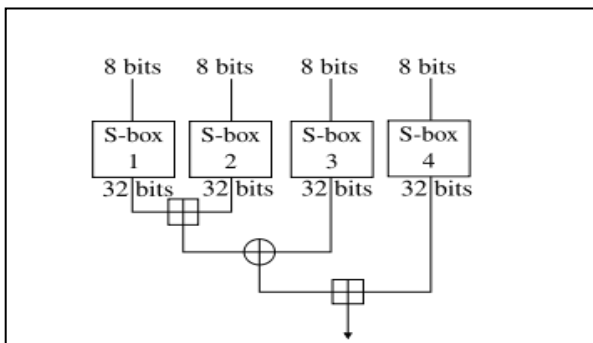 8 bits 8 bits 8 bits 8 bits
S-box S-box S-box S-box
1 2 3 4
32 bits 32 bits 32 bits 32 bits